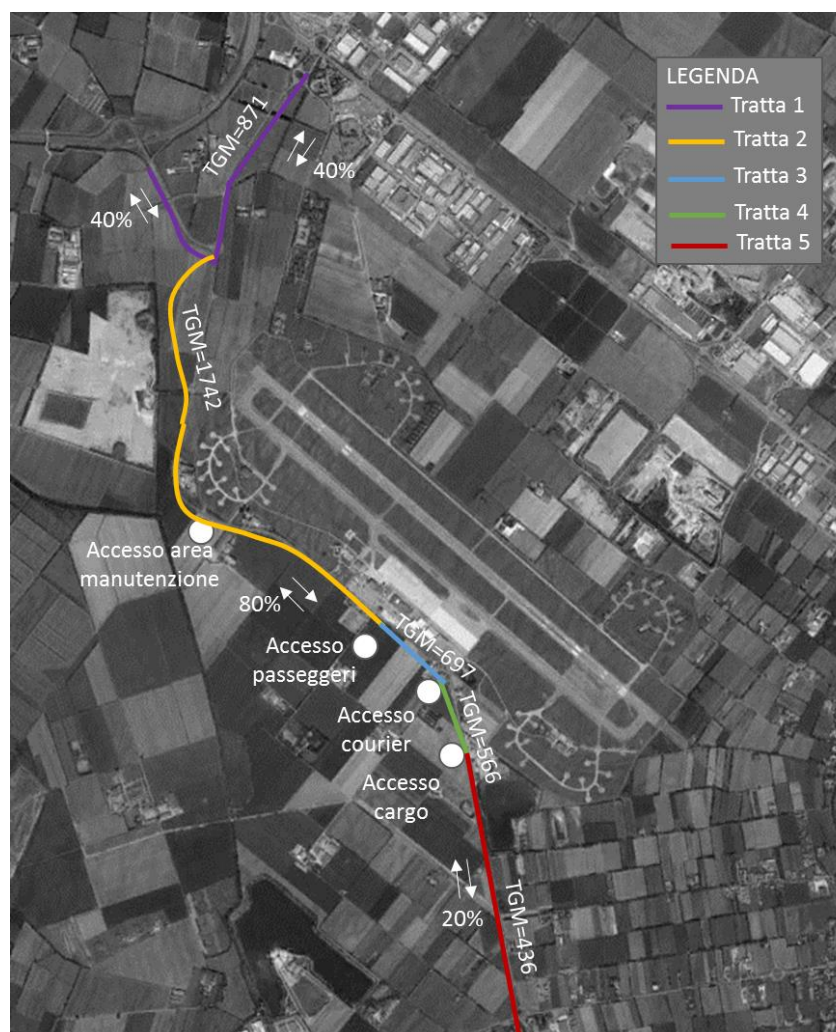 LEGENDA
Tratta 1
Tratta 2
Tratta 3
Tratta 4
Tratta 5
TGM=871
40%
40%
TGM=1742
Accesso area
manutenzione
80%
TGM=697
Accesso
passeggeri
Accesso
courier
TGM=566
Accesso
cargo
20%
TGM=436